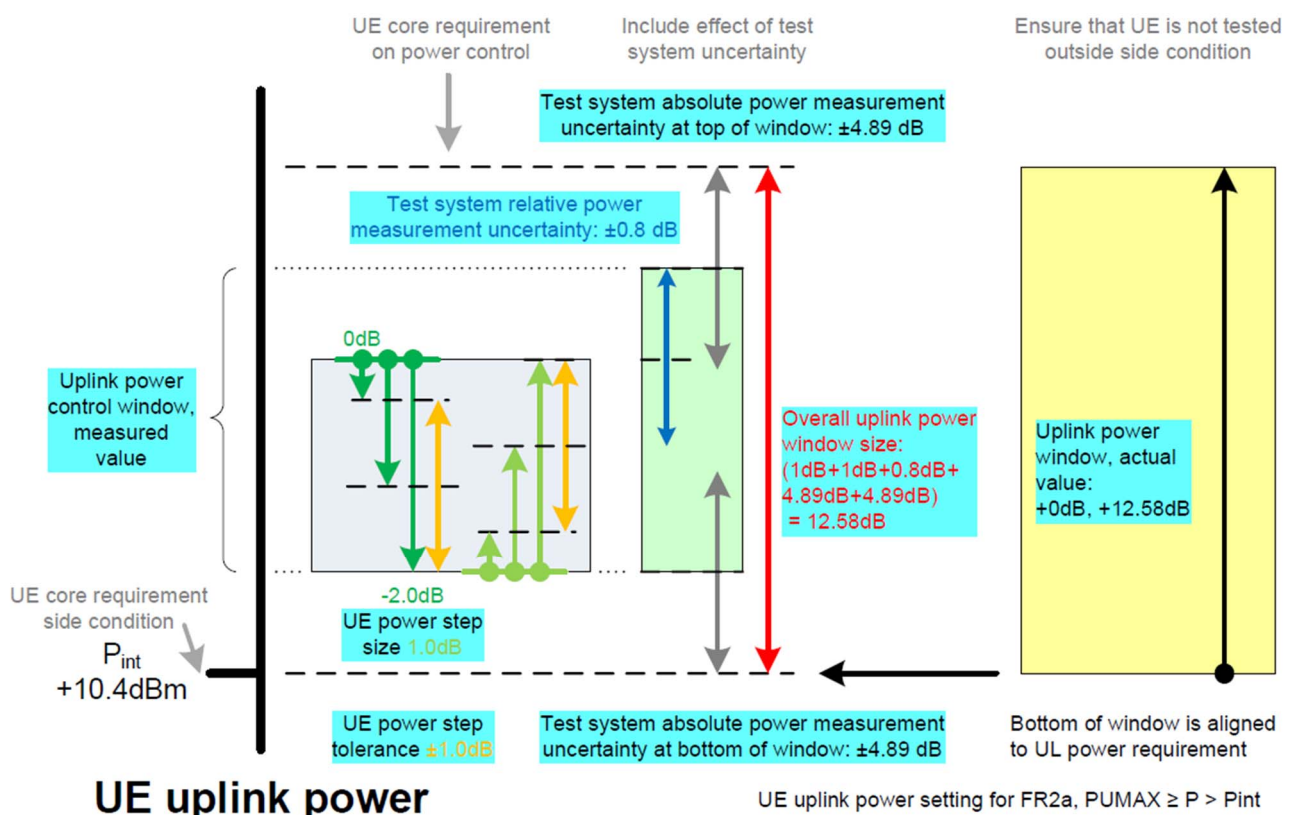 UE core requirement
on power control
Include effect of test
system uncertainty
Ensure that UE is not tested
outside side condition
Test system absolute power measurement
uncertainty at top of window: ±4.89 dB
Test system relative power
measurement uncertainty: ±0.8 dB
0dB
Uplink power
control window,
measured
value
Overall uplink power
window size:
(1dB+1dB+0.8dB+
4.89dB+4.89dB)
= 12.58dB
Uplink power
window, actual
value:
+0dB, +12.58dB
-2.0dB
UE power step
size 1.0dB
UE core requirement
side condition
Pint
+10.4dBm
UE power step
tolerance ±1.0dB
Test system absolute power measurement
uncertainty at bottom of window: ±4.89 dB
Bottom of window is aligned
to UL power requirement
UE uplink power
UE uplink power setting for FR2a, PUMAX ≥ P > Pint